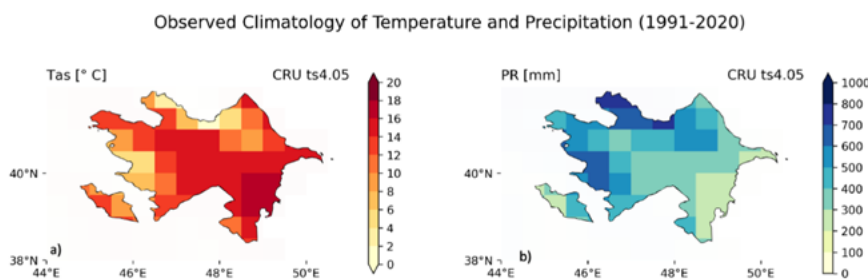 Observed Climatology of Temperature and Precipitation (1991-2020)
Tas [° C] CRU ts4.05
20
18
16
14
12
10
8
6
4
2
0
40°N
38°N
44°E 46°E 48°E 50°E
a)
PR [mm] CRU ts4.05
1000
900
800
700
600
500
400
300
200
100
0
40°N
38°N
44°E 46°E 48°E 50°E
b)